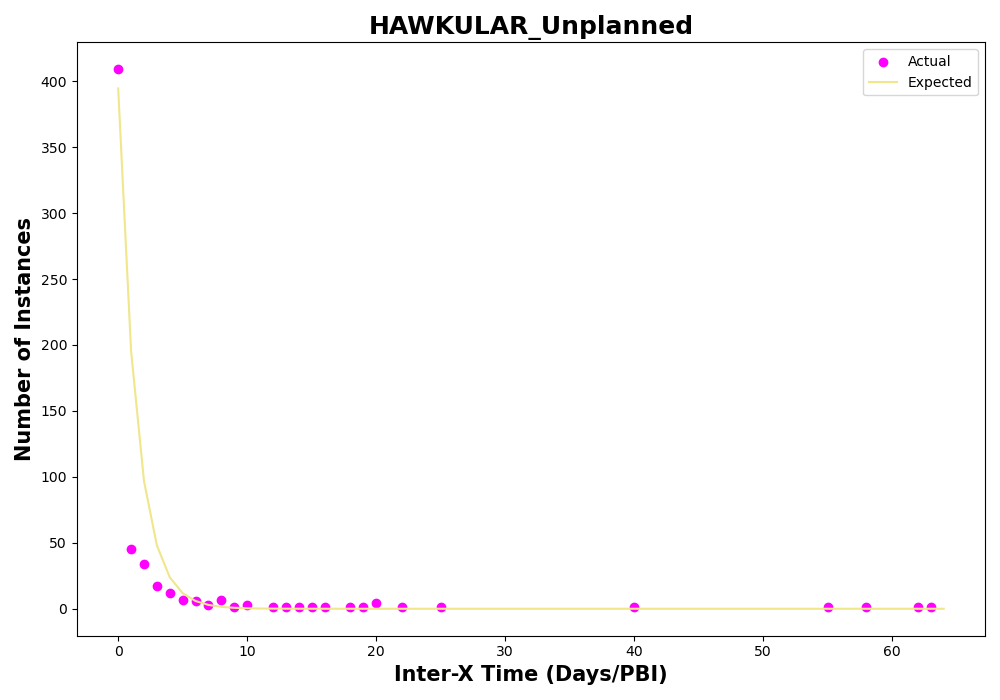 HAWKULAR_Unplanned
Actual
Expected
Number of Instances
400
350
300
250
200
150
100
50
0
0 10 20 30 40 50 60
Inter-X Time (Days/PBI)